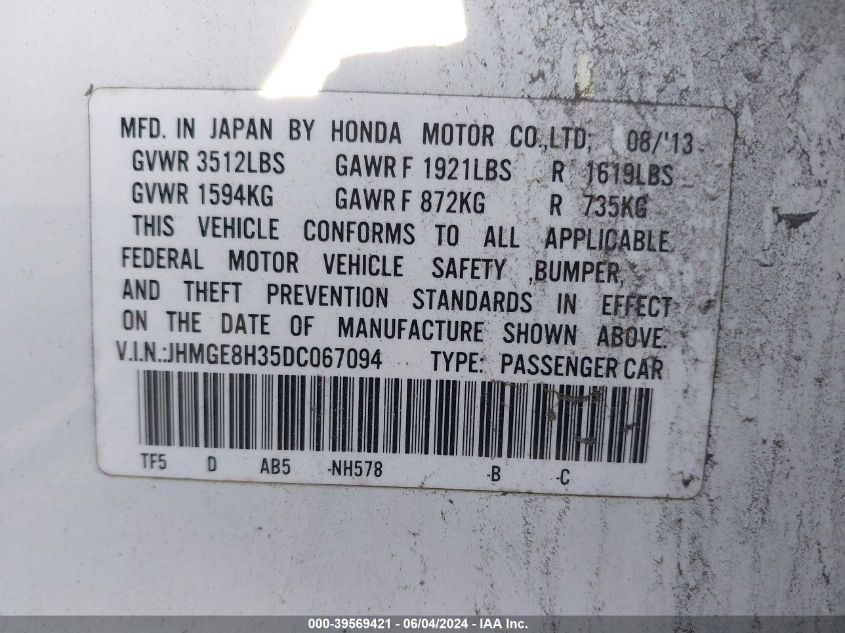 MFD. IN JAPAN BY HONDA MOTOR CO.,LTD; 08/'13
GVWR 3512LBS GAWR F 1921LBS R 1619LBS
GVWR 1594KG GAWR F 872KG R 735KG
THIS VEHICLE CONFORMS TO ALL APPLICABLE
FEDERAL MOTOR VEHICLE SAFETY ,BUMPER,
AND THEFT PREVENTION STANDARDS IN EFFECT
ON THE DATE OF MANUFACTURE SHOWN ABOVE.
V.I.N.:JHMGE8H35DC067094 TYPE: PASSENGER CAR
TF5 D AB5 -NH578 -B -C
000-39569421 - 06/04/2024 - IAA Inc.